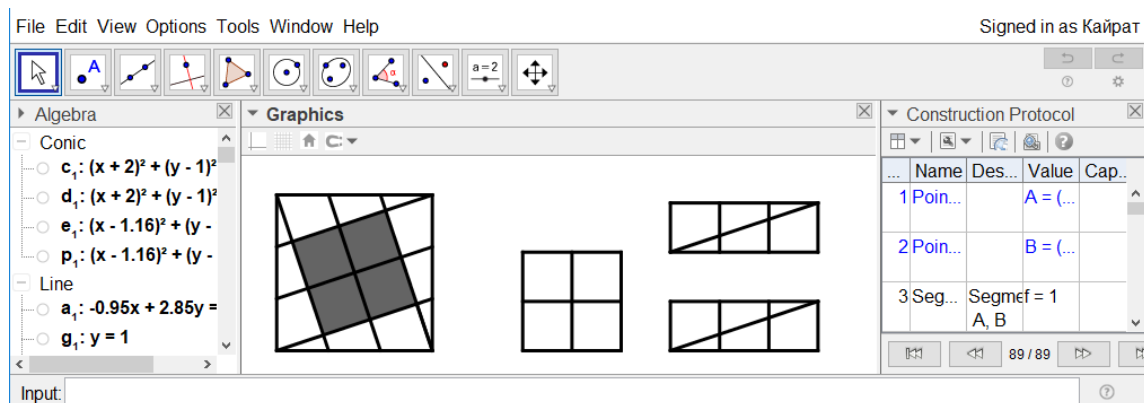 File Edit View Options Tools Window Help
Signed in as Кайрат
A
α
a=2
Algebra
Graphics
Construction Protocol
Conic
c₁: (x + 2)² + (y - 1)²
d₁: (x + 2)² + (y - 1)²
e₁: (x - 1.16)² + (y -
p₁: (x - 1.16)² + (y -
Line
a₁: -0.95x + 2.85y =
g₁: y = 1
... Name Des... Value Cap..
1 Poin... A = (...
2 Poin... B = (...
3 Seg... Segmef = 1
A, B
89 / 89
Input: